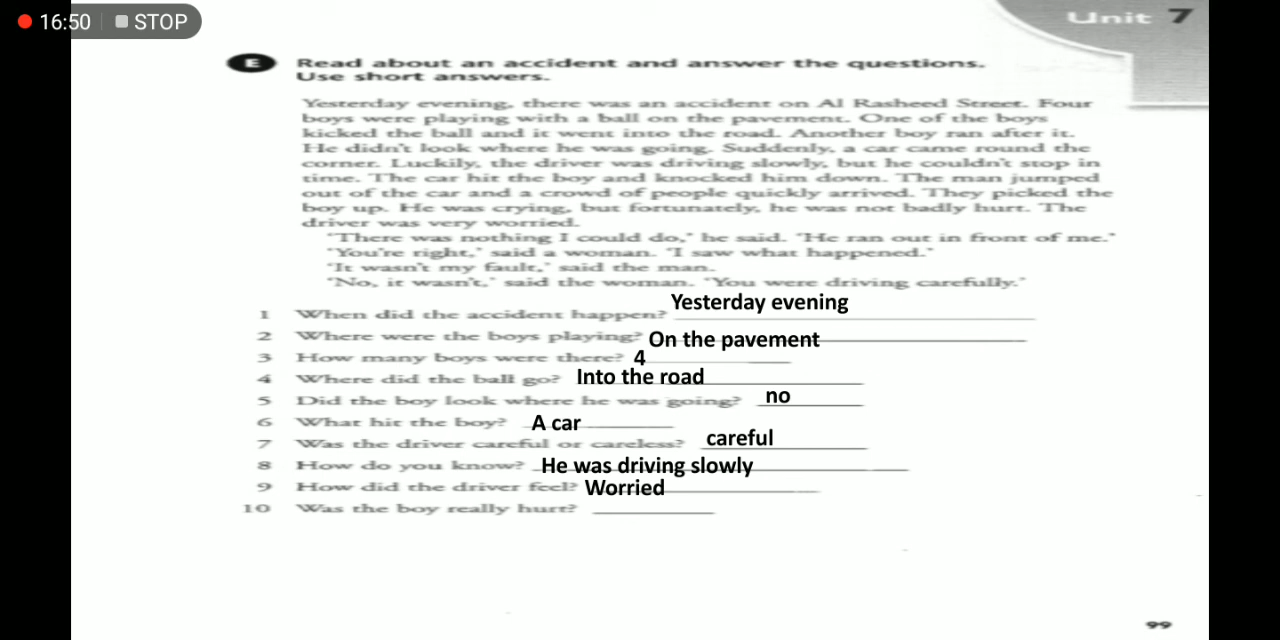 16:50 STOP
Unit 7
E Read about an accident and answer the questions.
Use short answers.
Yesterday evening, there was an accident on Al Rasheed Street. Four
boys were playing with a ball on the pavement. One of the boys
kicked the ball and it went into the road. Another boy ran after it.
He didn't look where he was going. Suddenly, a car came round the
corner. Luckily, the driver was driving slowly, but he couldn't stop in
time. The car hit the boy and knocked him down. The man jumped
out of the car and a crowd of people quickly arrived. They picked the
boy up. He was crying, but fortunately, he was not badly hurt. The
driver was very worried.
'There was nothing I could do,' he said. 'He ran out in front of me.'
'You're right,' said a woman. 'I saw what happened.'
'It wasn't my fault,' said the man.
'No, it wasn't,' said the woman. 'You were driving carefully.'
1 When did the accident happen? Yesterday evening
2 Where were the boys playing? On the pavement
3 How many boys were there? 4
4 Where did the ball go? Into the road
5 Did the boy look where he was going? no
6 What hit the boy? A car
7 Was the driver careful or careless? careful
8 How do you know? He was driving slowly
9 How did the driver feel? Worried
10 Was the boy really hurt?
99